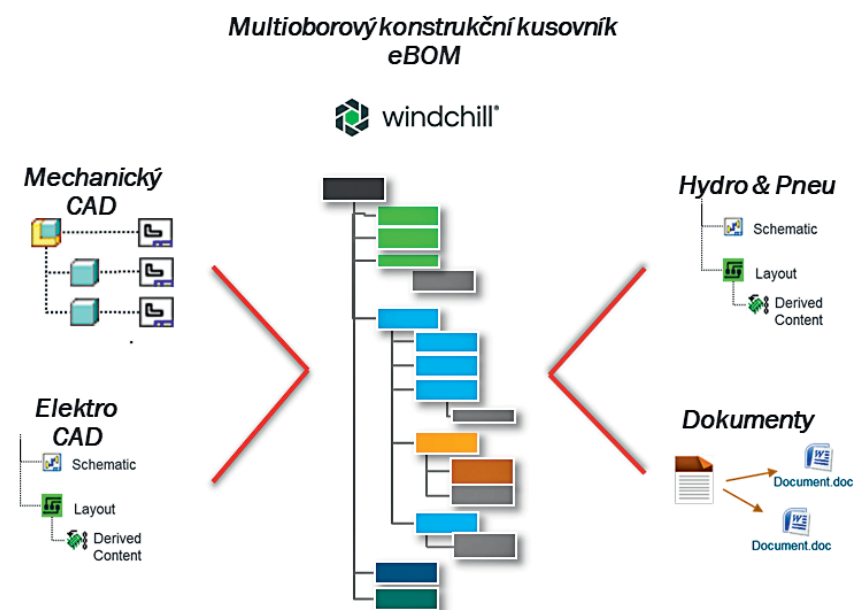 Multioborový konstrukční kusovník
eBOM
windchill®
Mechanický
CAD
Elektro
CAD
Schematic
Layout
Derived
Content
Hydro & Pneu
Schematic
Layout
Derived
Content
Dokumenty
Document.doc
Document.doc